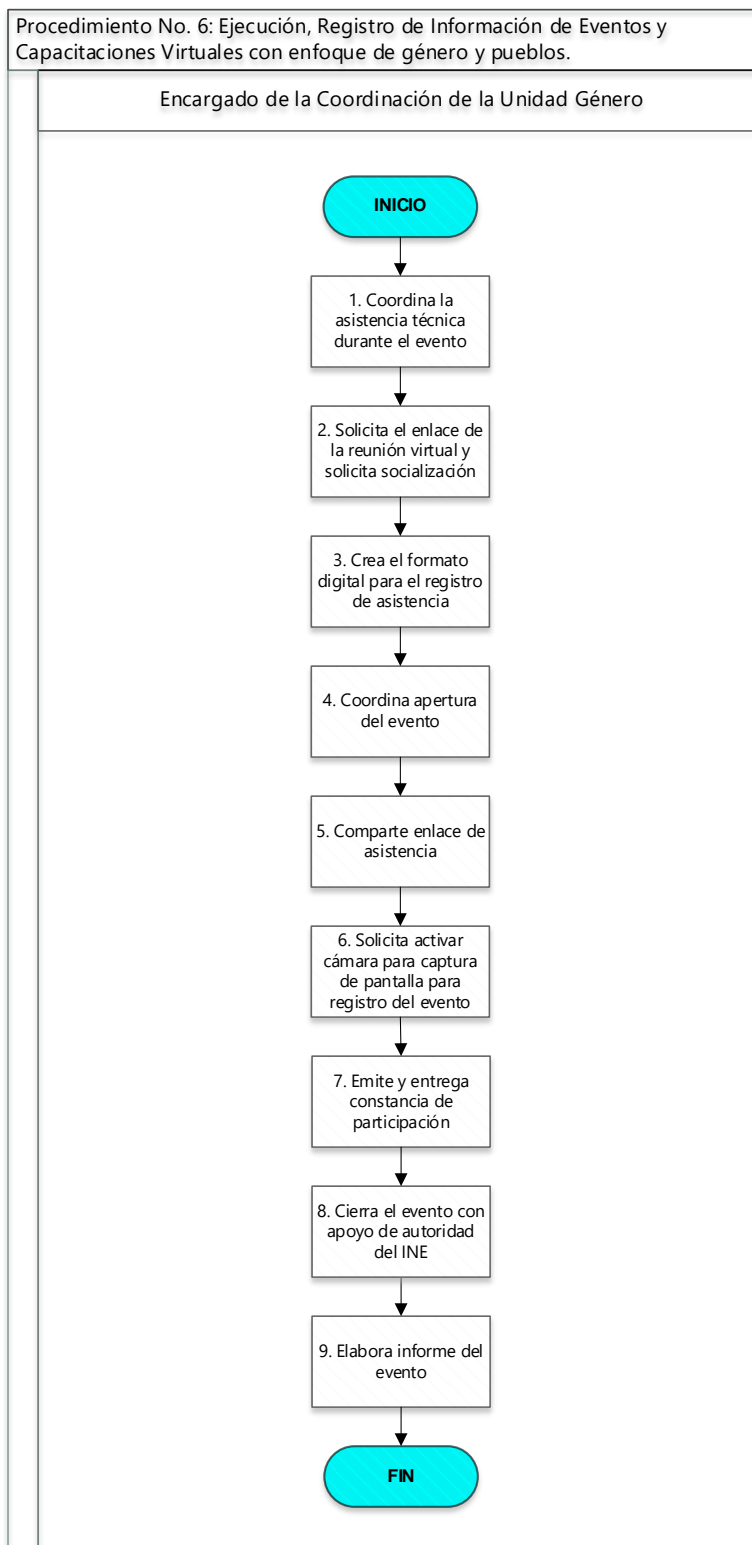 Procedimiento No. 6: Ejecución, Registro de Información de Eventos y
Capacitaciones Virtuales con enfoque de género y pueblos.
Encargado de la Coordinación de la Unidad Género
INICIO
1. Coordina la
asistencia técnica
durante el evento
2. Solicita el enlace de
la reunión virtual y
solicita socialización
3. Crea el formato
digital para el registro
de asistencia
4. Coordina apertura
del evento
5. Comparte enlace de
asistencia
6. Solicita activar
cámara para captura
de pantalla para
registro del evento
7. Emite y entrega
constancia de
participación
8. Cierra el evento con
apoyo de autoridad
del INE
9. Elabora informe del
evento
FIN